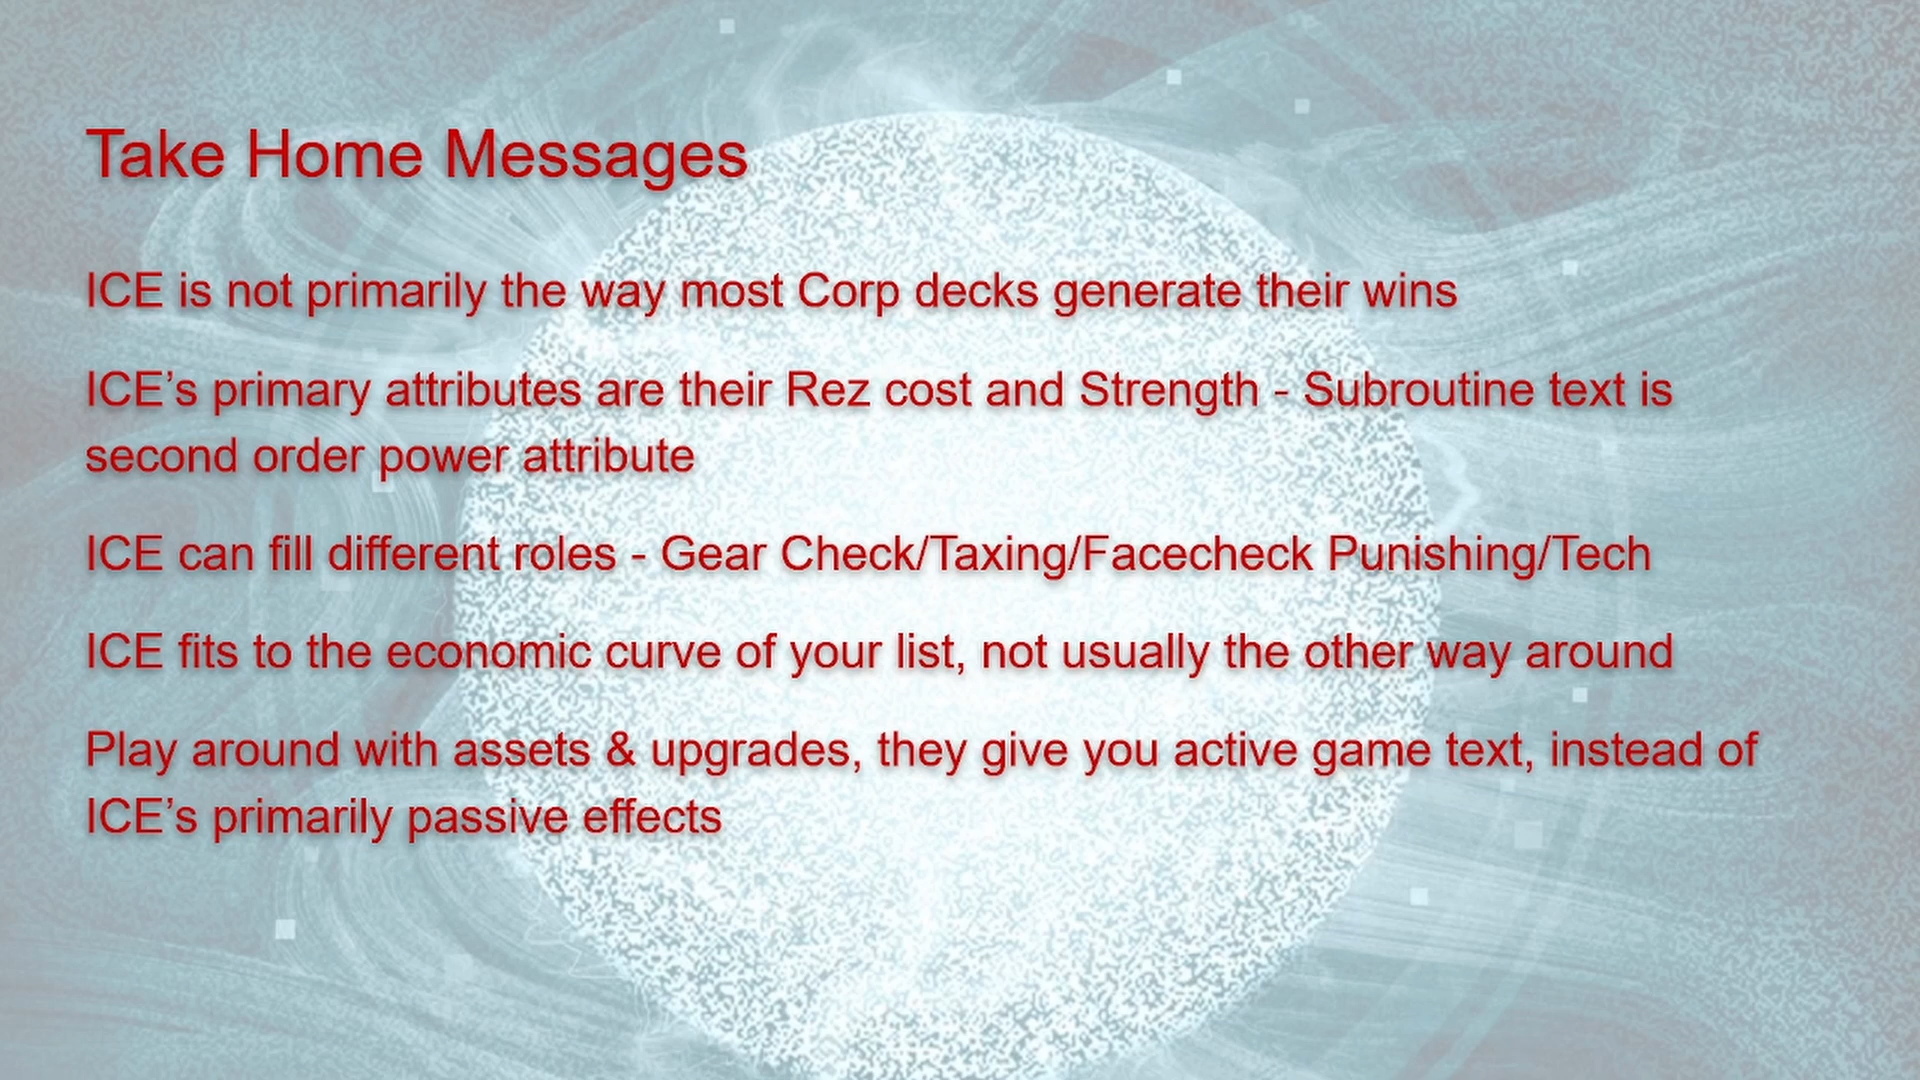 Take Home Messages
ICE is not primarily the way most Corp decks generate their wins
ICE’s primary attributes are their Rez cost and Strength - Subroutine text is
second order power attribute
ICE can fill different roles - Gear Check/Taxing/Facecheck Punishing/Tech
ICE fits to the economic curve of your list, not usually the other way around
Play around with assets & upgrades, they give you active game text, instead of
ICE’s primarily passive effects